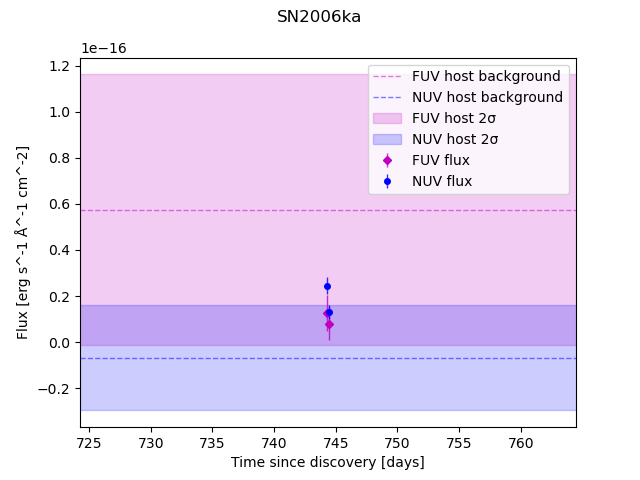 SN2006ka
1e−16
1.2
1.0
0.8
0.6
0.4
0.2
0.0
−0.2
Flux [erg s^-1 Å^-1 cm^-2]
FUV host background
NUV host background
FUV host 2σ
NUV host 2σ
FUV flux
NUV flux
725 730 735 740 745 750 755 760
Time since discovery [days]